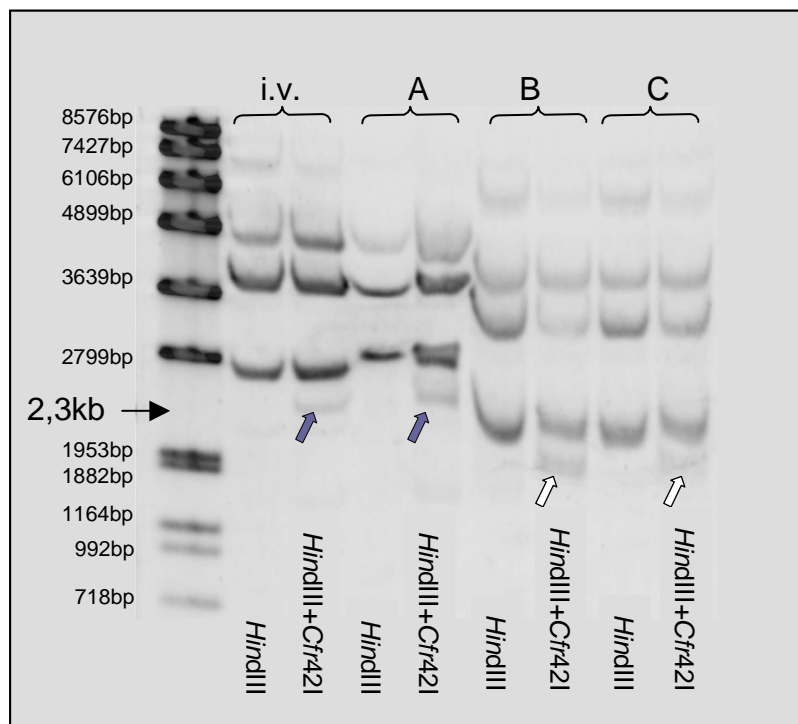 i.v. A B C
8576bp
7427bp
6106bp
4899bp
3639bp
2799bp
2,3kb
1953bp
1882bp
1164bp
992bp
718bp
HindIII
HindIII+Cfr42I
HindIII
HindIII+Cfr42I
HindIII
HindIII+Cfr42I
HindIII
HindIII+Cfr42I